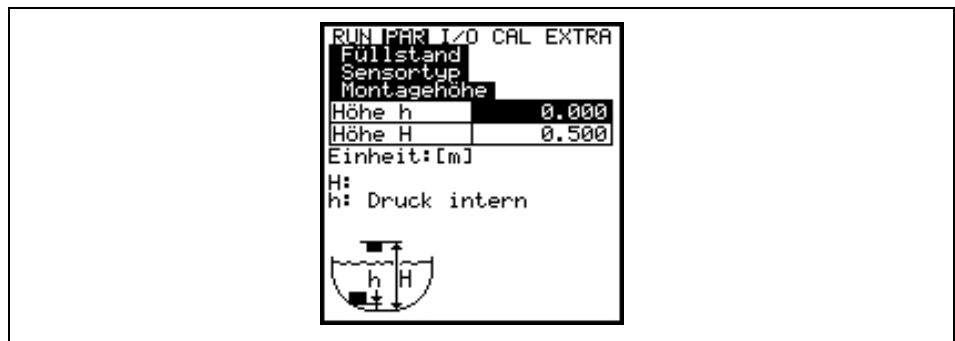 RUN PAR I/O CAL EXTRA
Füllstand
Sensortyp
Montagehöhe
Höhe h 0.000
Höhe H 0.500
Einheit:[m]
H:
h: Druck intern
h H